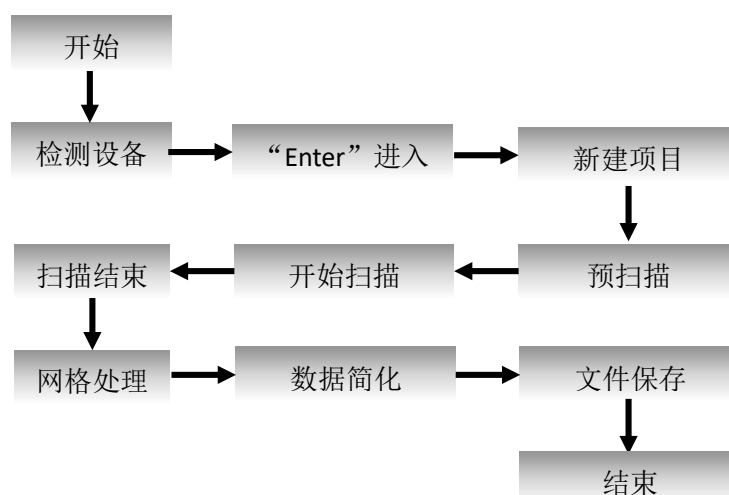 开始
检测设备
“Enter”进入
新建项目
预扫描
开始扫描
扫描结束
网格处理
数据简化
文件保存
结束